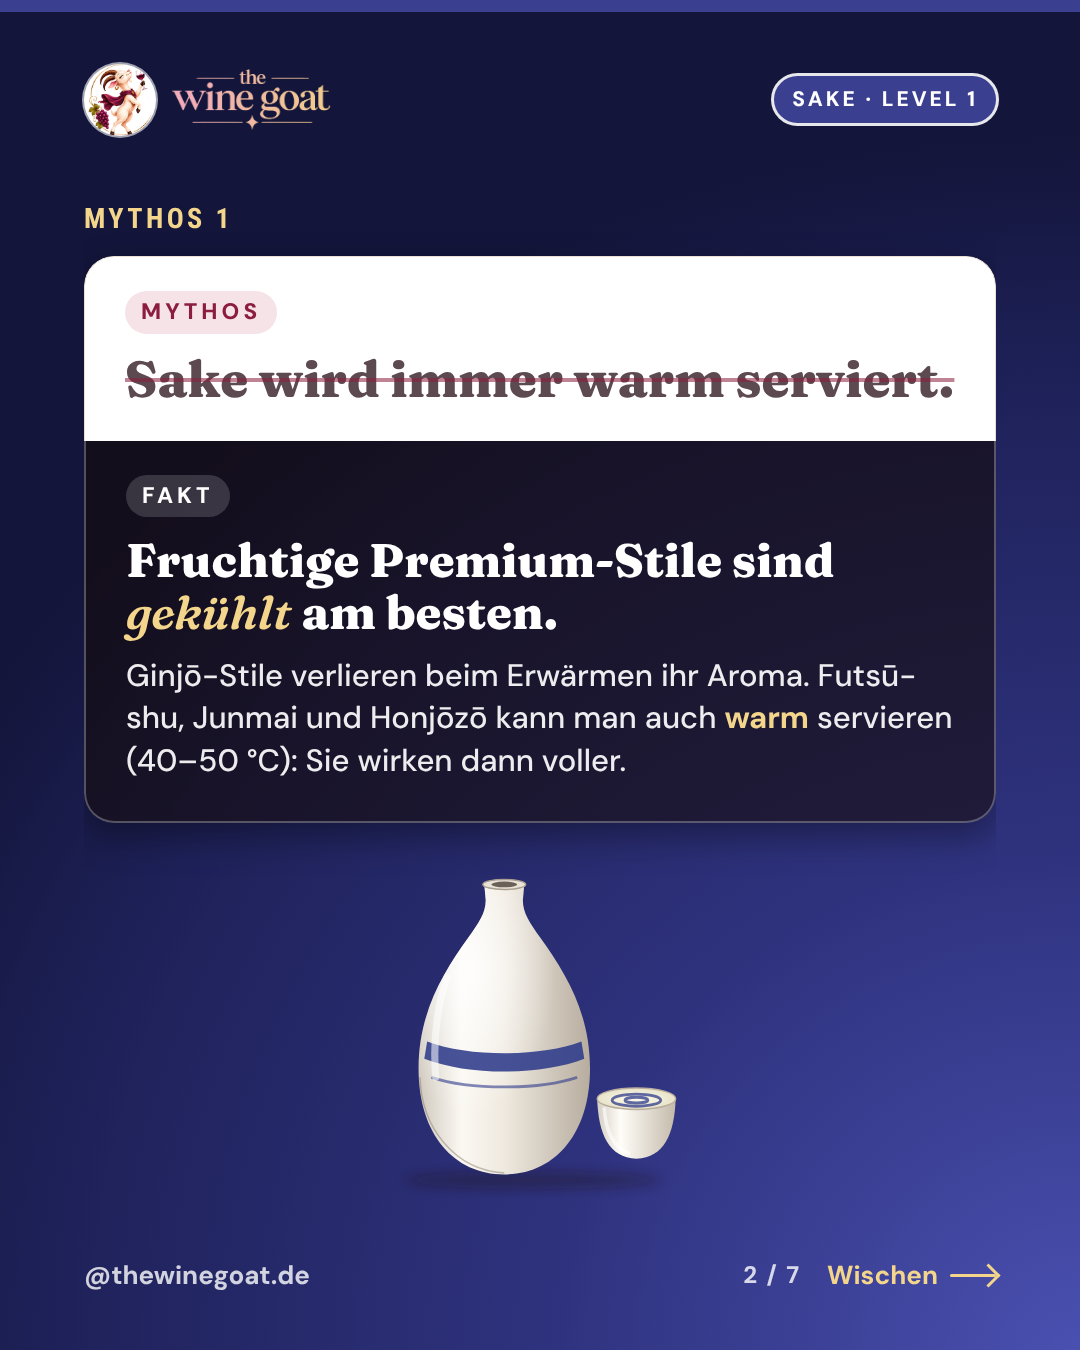 the
wine goat
SAKE · LEVEL 1
MYTHOS 1
MYTHOS
Sake wird immer warm serviert.
FAKT
Fruchtige Premium-Stile sind
gekühlt am besten.
Ginjō-Stile verlieren beim Erwärmen ihr Aroma. Futsū-
shu, Junmai und Honjōzō kann man auch warm servieren
(40–50 °C): Sie wirken dann voller.
@thewinegoat.de
2 / 7 Wischen